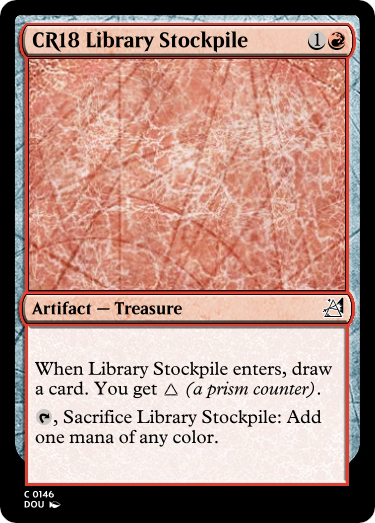 CR18 Library Stockpile 1
Artifact — Treasure
When Library Stockpile enters, draw
a card. You get △ (a prism counter).
, Sacrifice Library Stockpile: Add
one mana of any color.
C 0146
DOU